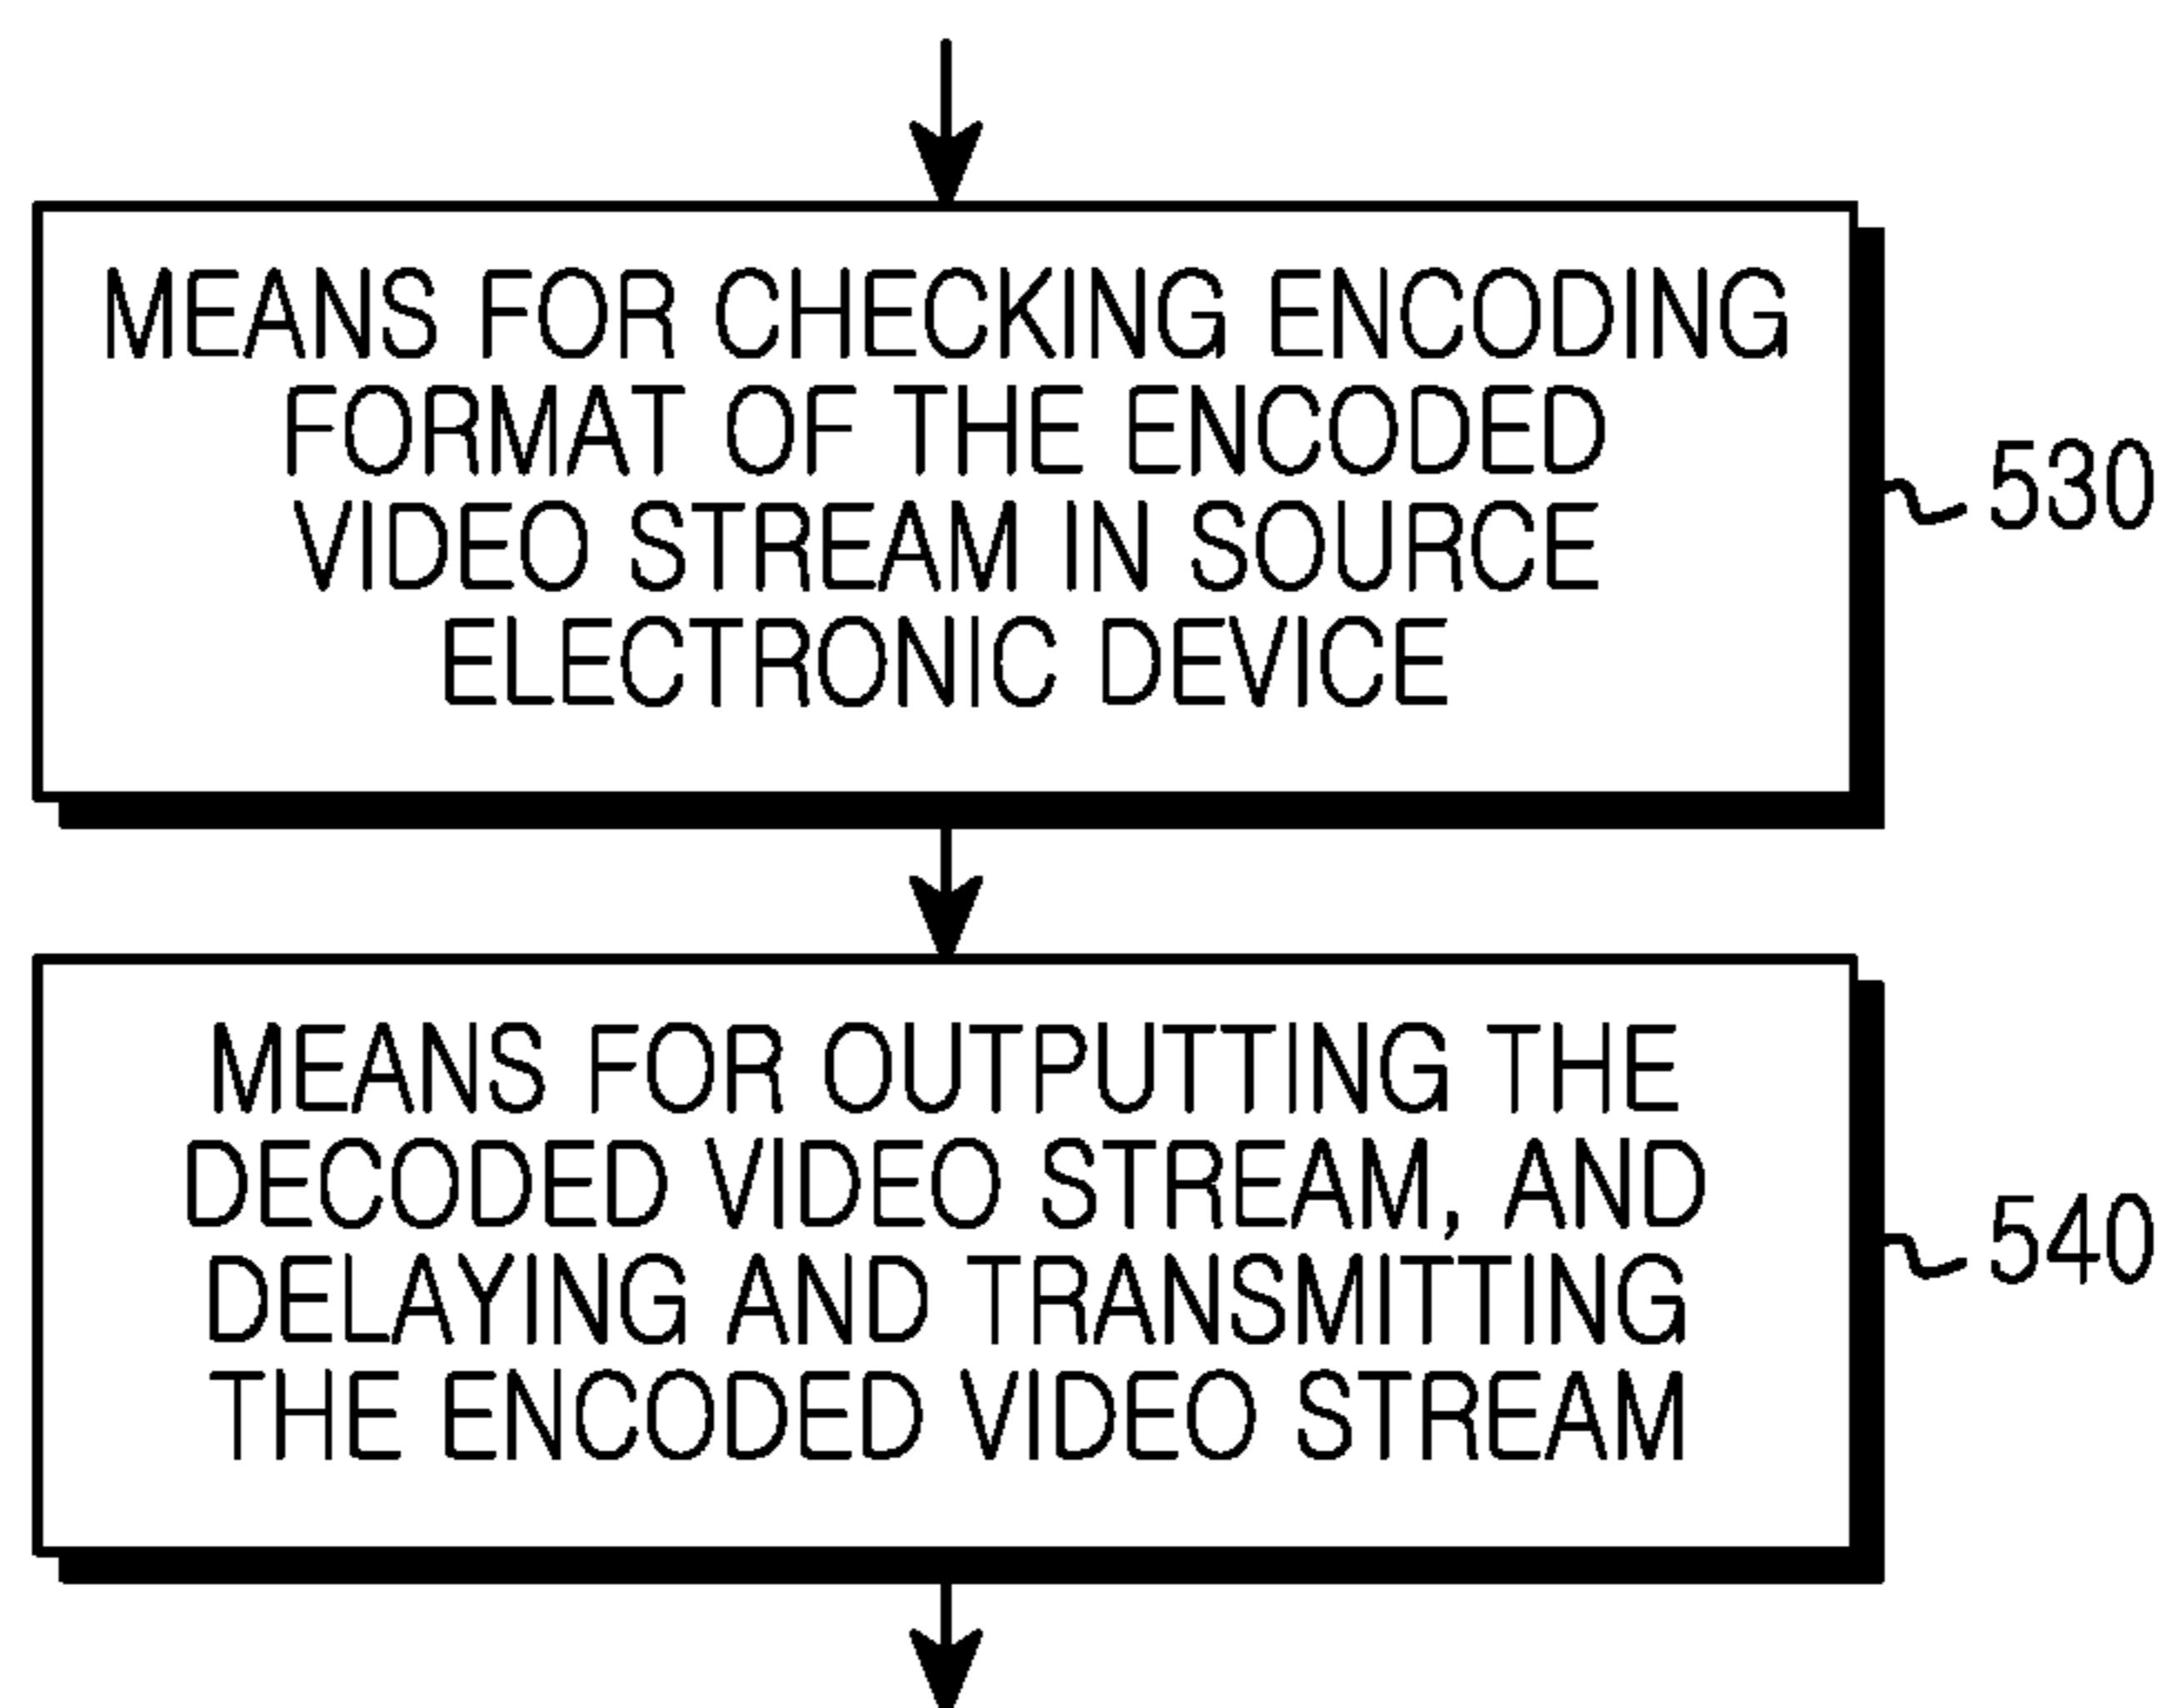 MEANS FOR CHECKING ENCODING
FORMAT OF THE ENCODED
VIDEO STREAM IN SOURCE
ELECTRONIC DEVICE
530
MEANS FOR OUTPUTTING THE
DECODED VIDEO STREAM, AND
DELAYING AND TRANSMITTING
THE ENCODED VIDEO STREAM
540